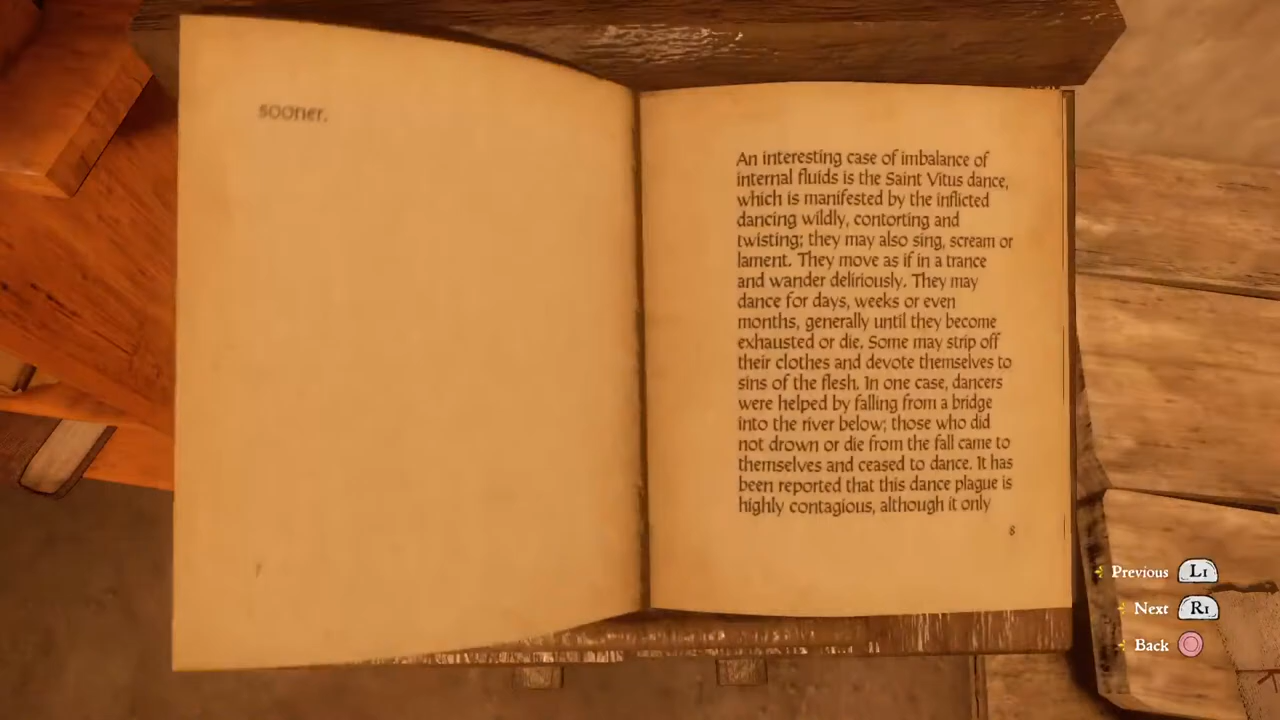 sooner.
An interesting case of imbalance of
internal fluids is the Saint Vitus dance,
which is manifested by the inflicted
dancing wildly, contorting and
twisting; they may also sing, scream or
lament. They move as if in a trance
and wander deliriously. They may
dance for days, weeks or even
months, generally until they become
exhausted or die. Some may strip off
their clothes and devote themselves to
sins of the flesh. In one case, dancers
were helped by falling from a bridge
into the river below; those who did
not drown or die from the fall came to
themselves and ceased to dance. It has
been reported that this dance plague is
highly contagious, although it only
8
Previous L1
Next R1
Back